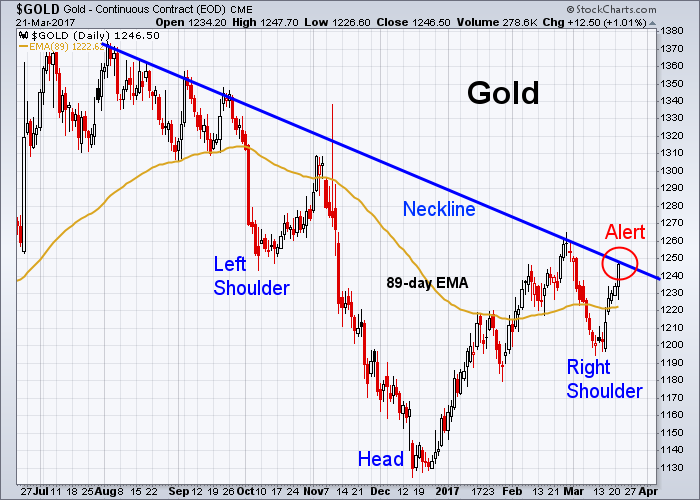 $GOLD Gold - Continuous Contract (EOD) CME © StockCharts.com
21-Mar-2017 Open 1234.20 High 1247.70 Low 1226.60 Close 1246.50 Volume 278.6K Chg +12.50 (+1.01%)
$GOLD (Daily) 1246.50
EMA(89) 1222.62
Gold
Neckline
Alert
Left
Shoulder
89-day EMA
Right
Shoulder
Head
1380
1370
1360
1350
1340
1330
1320
1310
1300
1290
1280
1270
1260
1250
1240
1230
1220
1210
1200
1190
1180
1170
1160
1150
1140
1130
27 Jul 11 18 25 Aug 8 15 22 Sep 12 19 26 Oct 10 17 24 Nov 7 14 21 Dec 12 19 2017 17 23 Feb 13 21 Mar 13 20 27 Apr